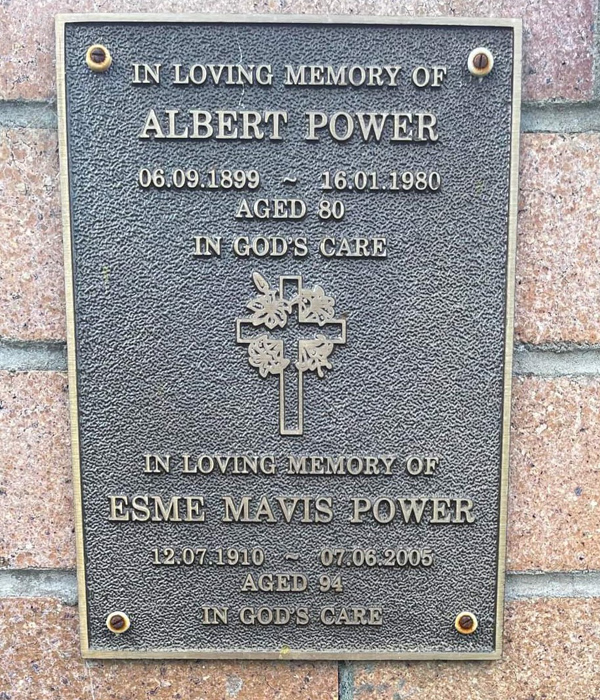 IN LOVING MEMORY OF
ALBERT POWER
06.09.1899 ~ 16.01.1980
AGED 80
IN GOD'S CARE
IN LOVING MEMORY OF
ESME MAVIS POWER
12.07.1910 ~ 07.06.2005
AGED 94
IN GOD'S CARE